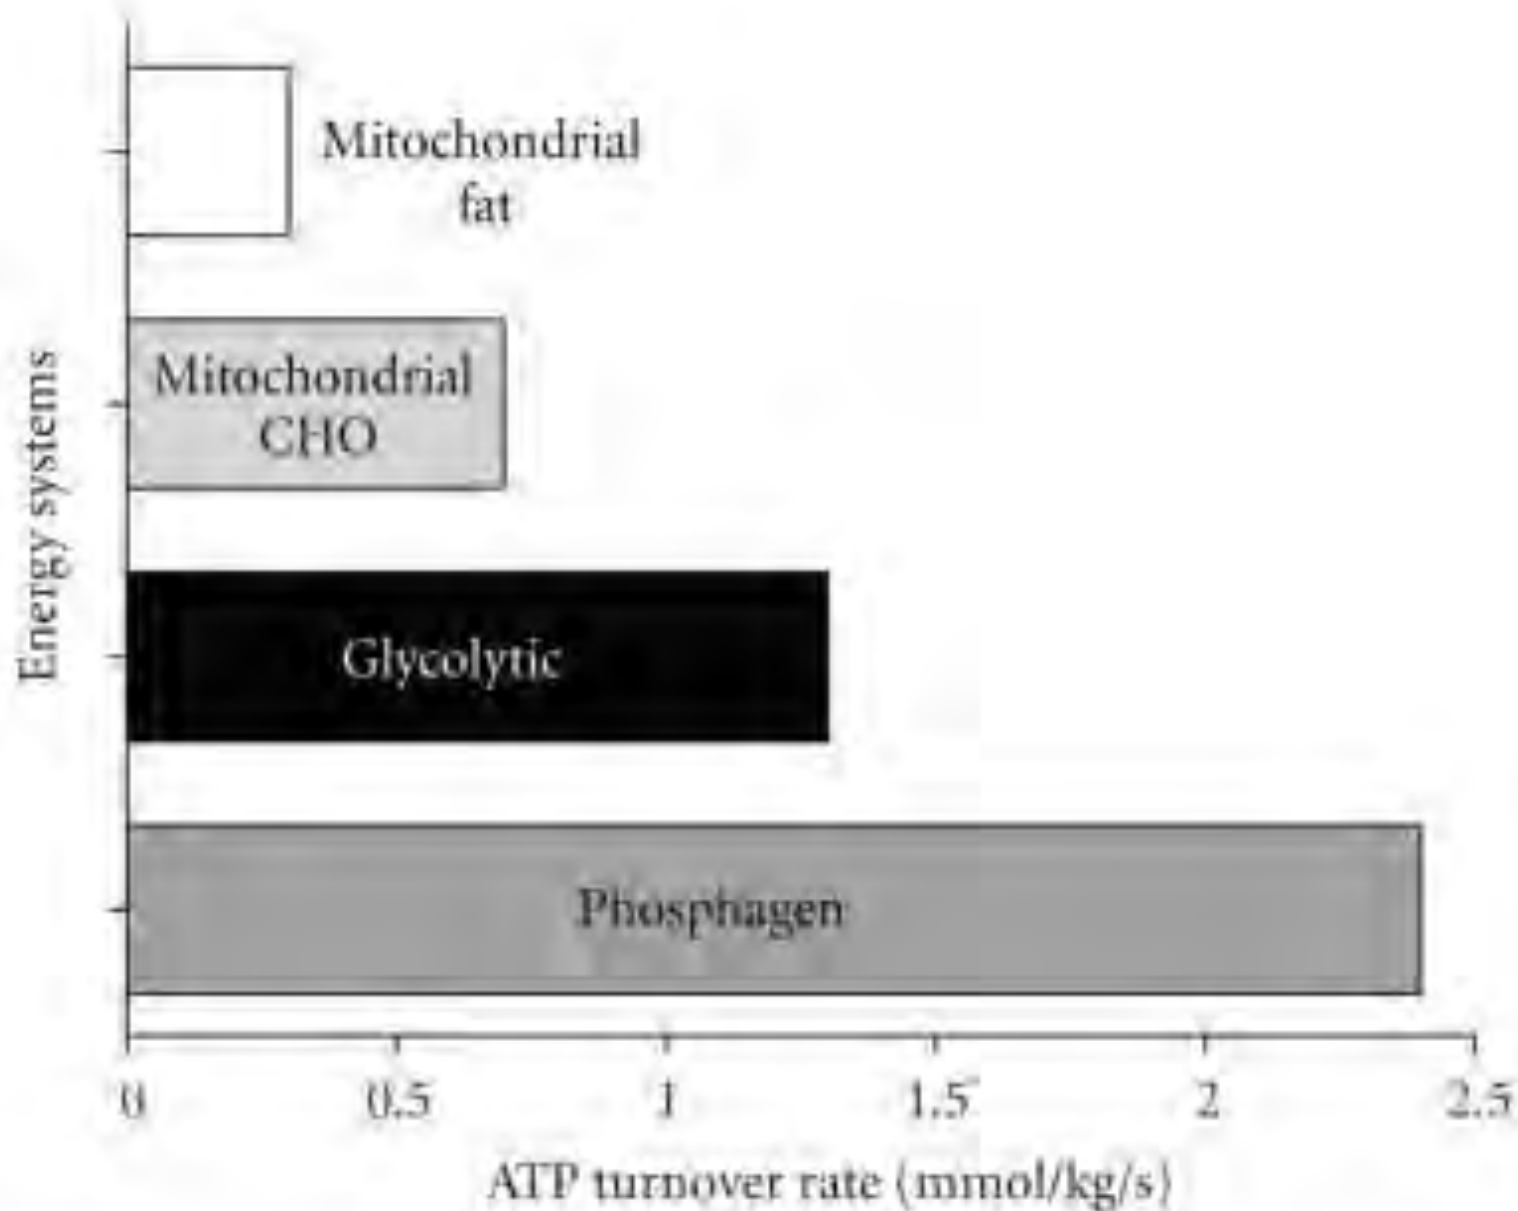 Mitochondrial
fat
Mitochondrial
CHO
Glycolytic
Phosphagen
Energy systems
0 0.5 1 1.5 2 2.5
ATP turnover rate (mmol/kg/s)